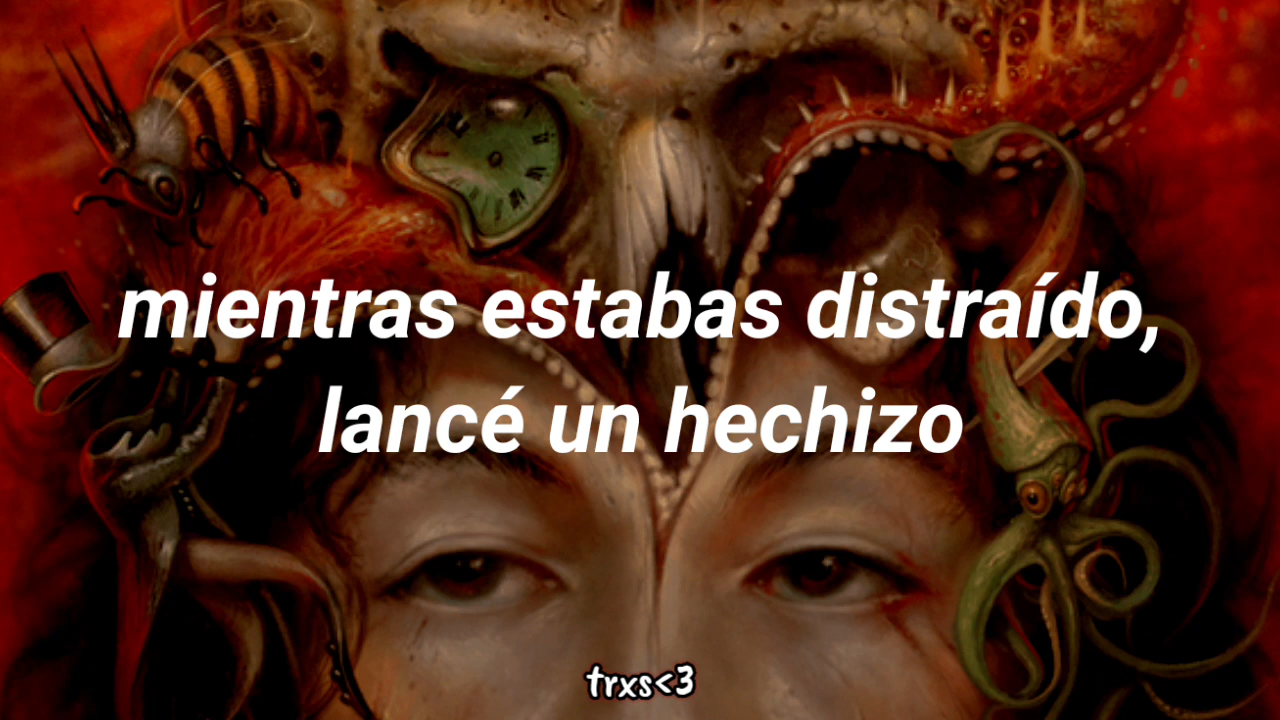 mientras estabas distraído,
lancé un hechizo
trxs<3